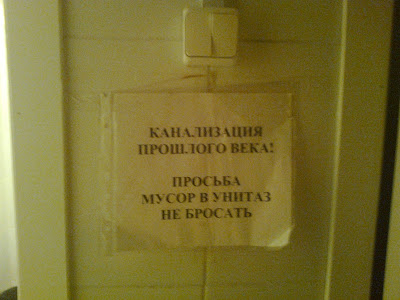 КАНАЛИЗАЦИЯ
ПРОШЛОГО ВЕКА!
ПРОСЬБА
МУСОР В УНИТАЗ
НЕ БРОСАТЬ